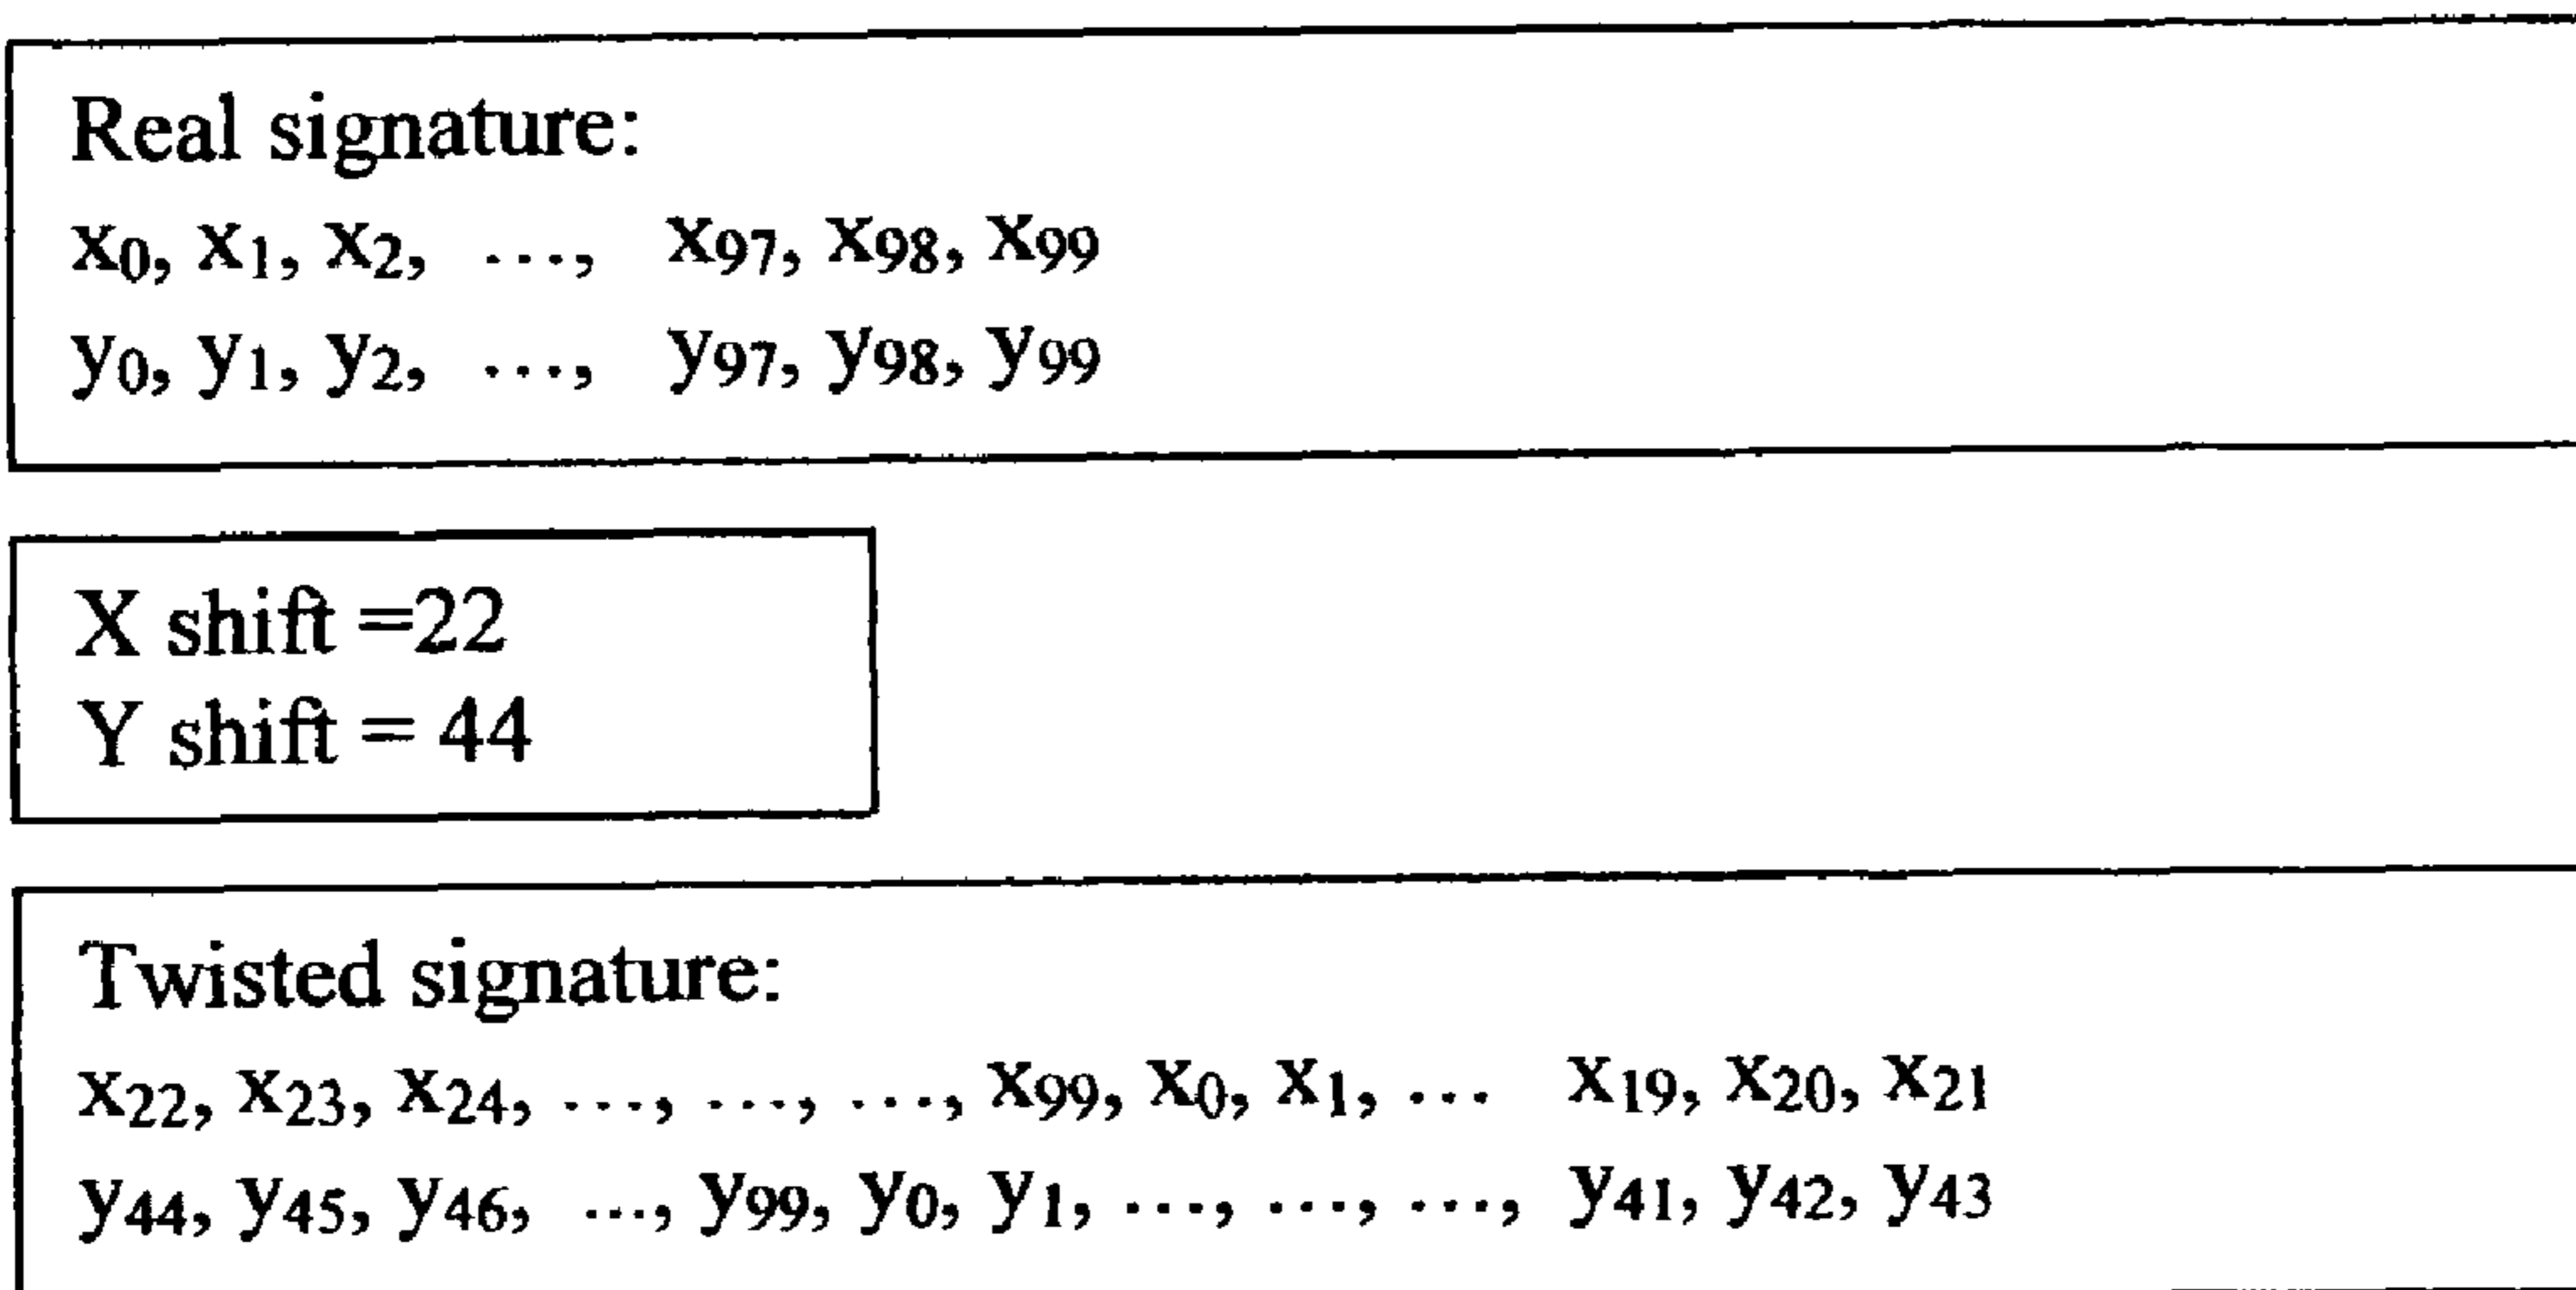 Real signature:
x₀, x₁, x₂, ..., x₉₇, x₉₈, x₉₉
y₀, y₁, y₂, ..., y₉₇, y₉₈, y₉₉
X shift =22
Y shift = 44
Twisted signature:
x₂₂, x₂₃, x₂₄, ..., ..., ..., x₉₉, x₀, x₁, ... x₁₉, x₂₀, x₂₁
y₄₄, y₄₅, y₄₆, ..., y₉₉, y₀, y₁, ..., ..., ..., y₄₁, y₄₂, y₄₃